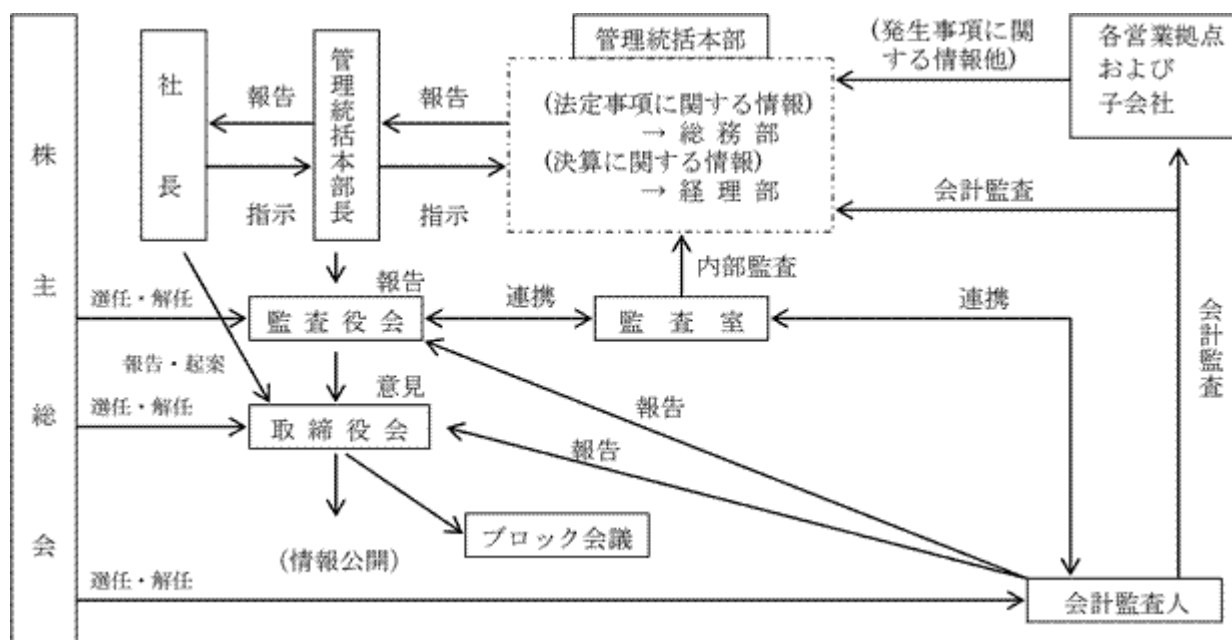 株主総会
社長
管理統括本部長
管理統括本部
(法定事項に関する情報)
→ 総務部
(決算に関する情報)
→ 経理部
(発生事項に関
する情報他)
各営業拠点
および
子会社
報告
指示
報告
指示
会計監査
内部監査
報告
選任・解任
監査役会
連携
監査室
連携
会計監査
報告・起案
意見
選任・解任
取締役会
報告
報告
ブロック会議
(情報公開)
選任・解任
会計監査人